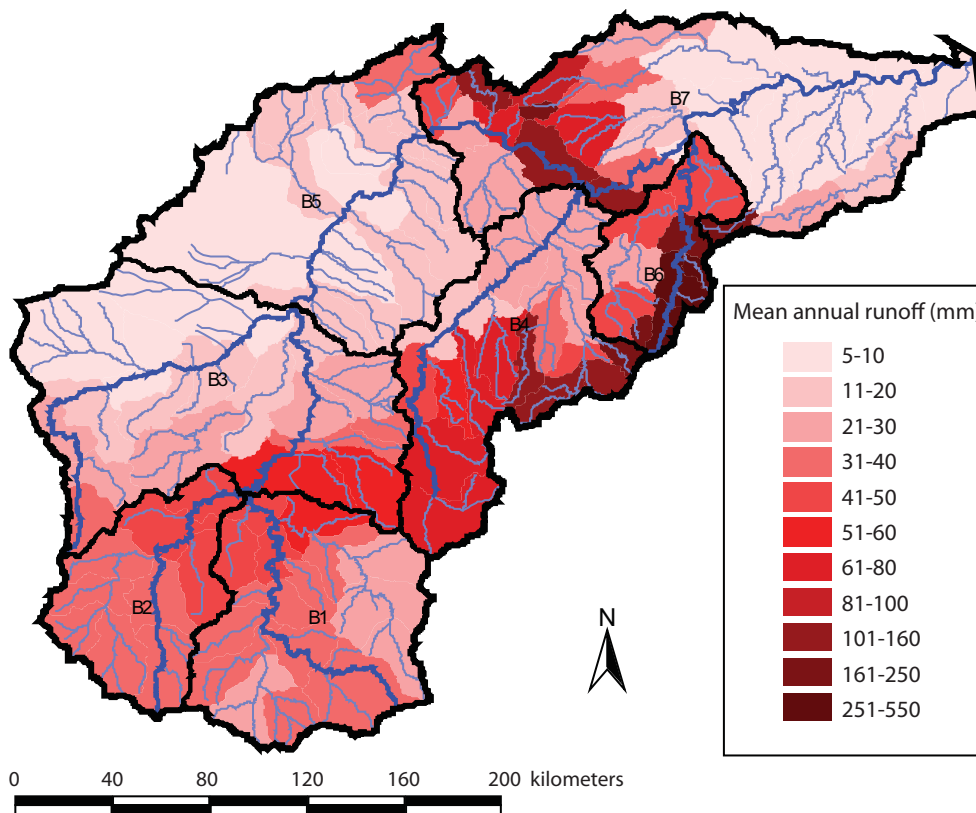 B7
B5
B6
B4
B3
B2
B1
N
Mean annual runoff (mm)
5-10
11-20
21-30
31-40
41-50
51-60
61-80
81-100
101-160
161-250
251-550
0 40 80 120 160 200 kilometers